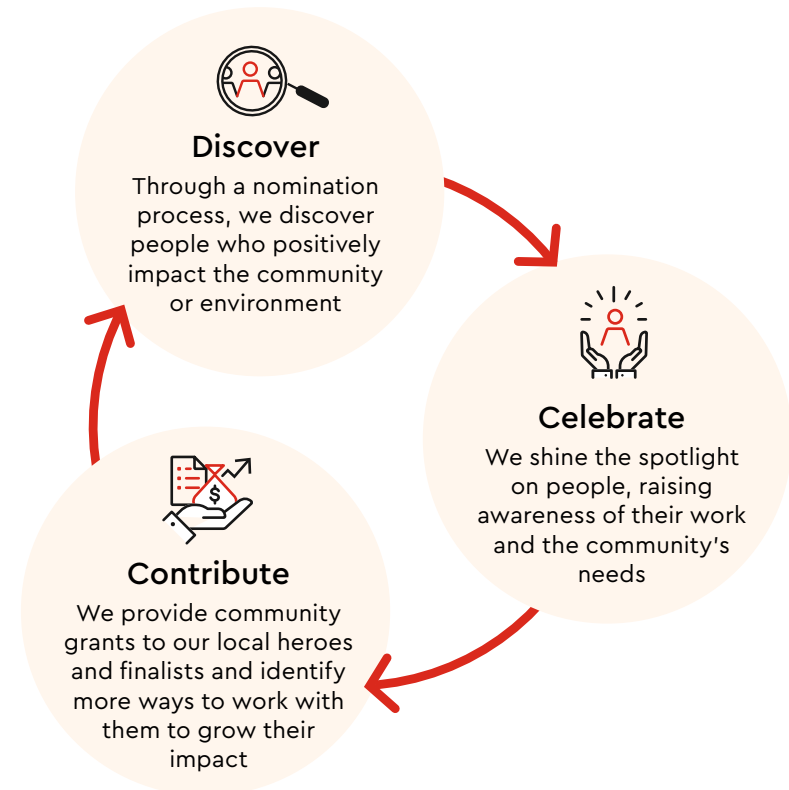 Discover
Through a nomination
process, we discover
people who positively
impact the community
or environment
Celebrate
We shine the spotlight
on people, raising
awareness of their work
and the community's
needs
$
Contribute
We provide community
grants to our local heroes
and finalists and identify
more ways to work with
them to grow their
impact